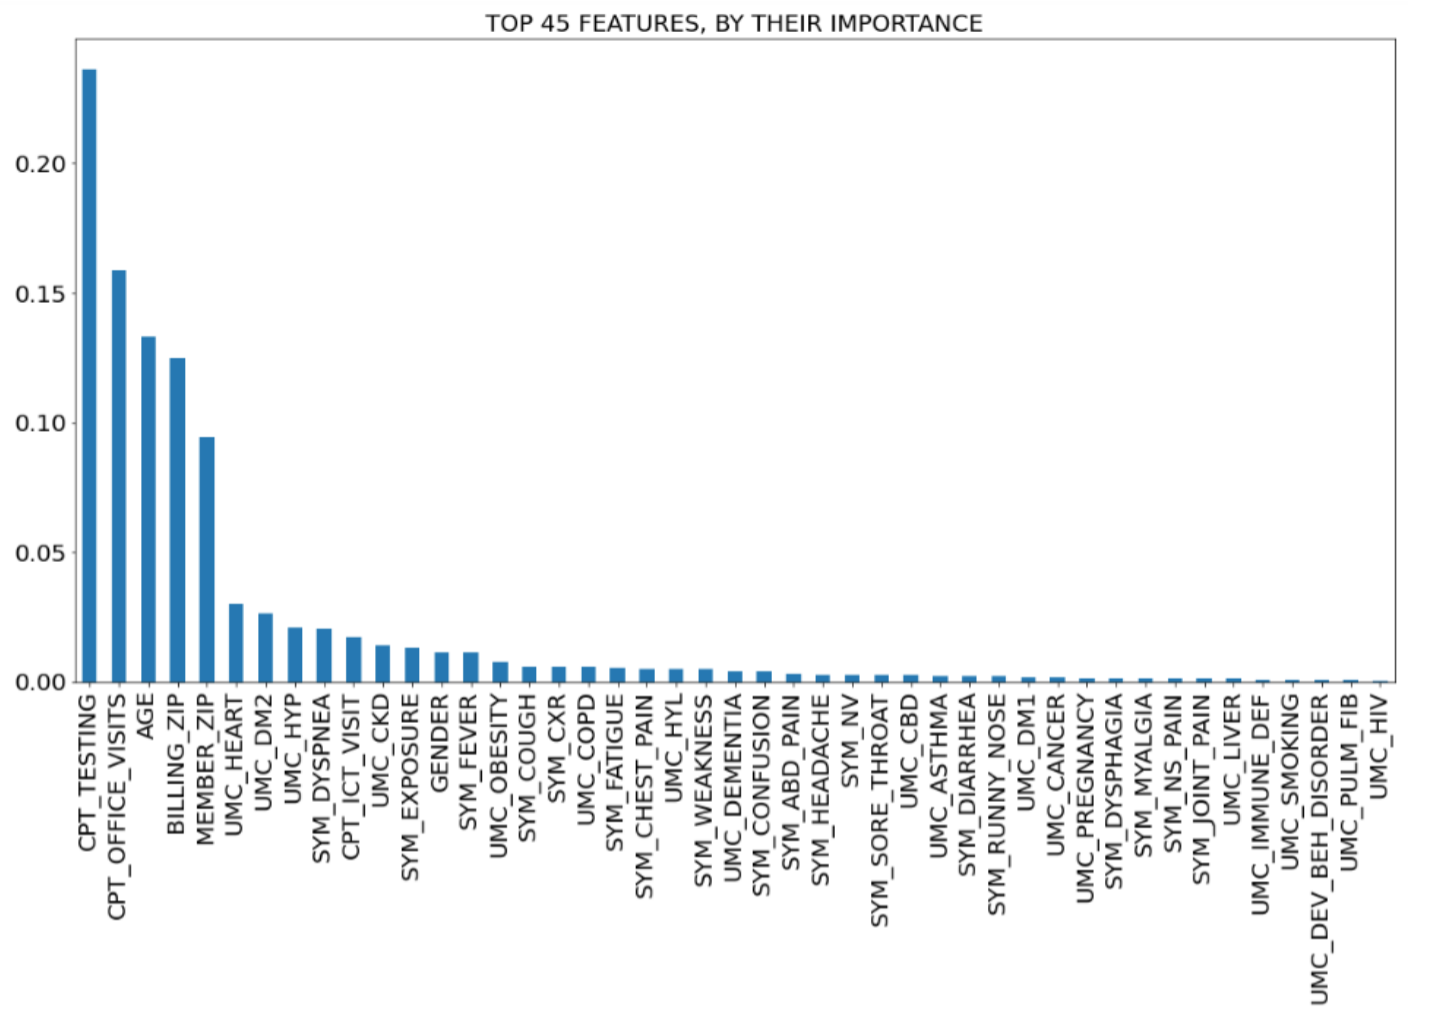 TOP 45 FEATURES, BY THEIR IMPORTANCE
0.20
0.15
0.10
0.05
0.00
CPT_TESTING
CPT_OFFICE_VISITS
AGE
BILLING_ZIP
MEMBER_ZIP
UMC_HEART
UMC_DM2
UMC_HYP
SYM_DYSPNEA
CPT_ICT_VISIT
UMC_CKD
SYM_EXPOSURE
GENDER
SYM_FEVER
UMC_OBESITY
SYM_COUGH
SYM_CXR
UMC_COPD
SYM_FATIGUE
SYM_CHEST_PAIN
UMC_HYL
SYM_WEAKNESS
UMC_DEMENTIA
SYM_CONFUSION
SYM_ABD_PAIN
SYM_HEADACHE
SYM_NV
SYM_SORE_THROAT
UMC_CBD
UMC_ASTHMA
SYM_DIARRHEA
SYM_RUNNY_NOSE
UMC_DM1
UMC_CANCER
UMC_PREGNANCY
SYM_DYSPHAGIA
SYM_MYALGIA
SYM_NS_PAIN
SYM_JOINT_PAIN
UMC_LIVER
UMC_IMMUNE_DEF
UMC_SMOKING
UMC_DEV_BEH_DISORDER
UMC_PULM_FIB
UMC_HIV